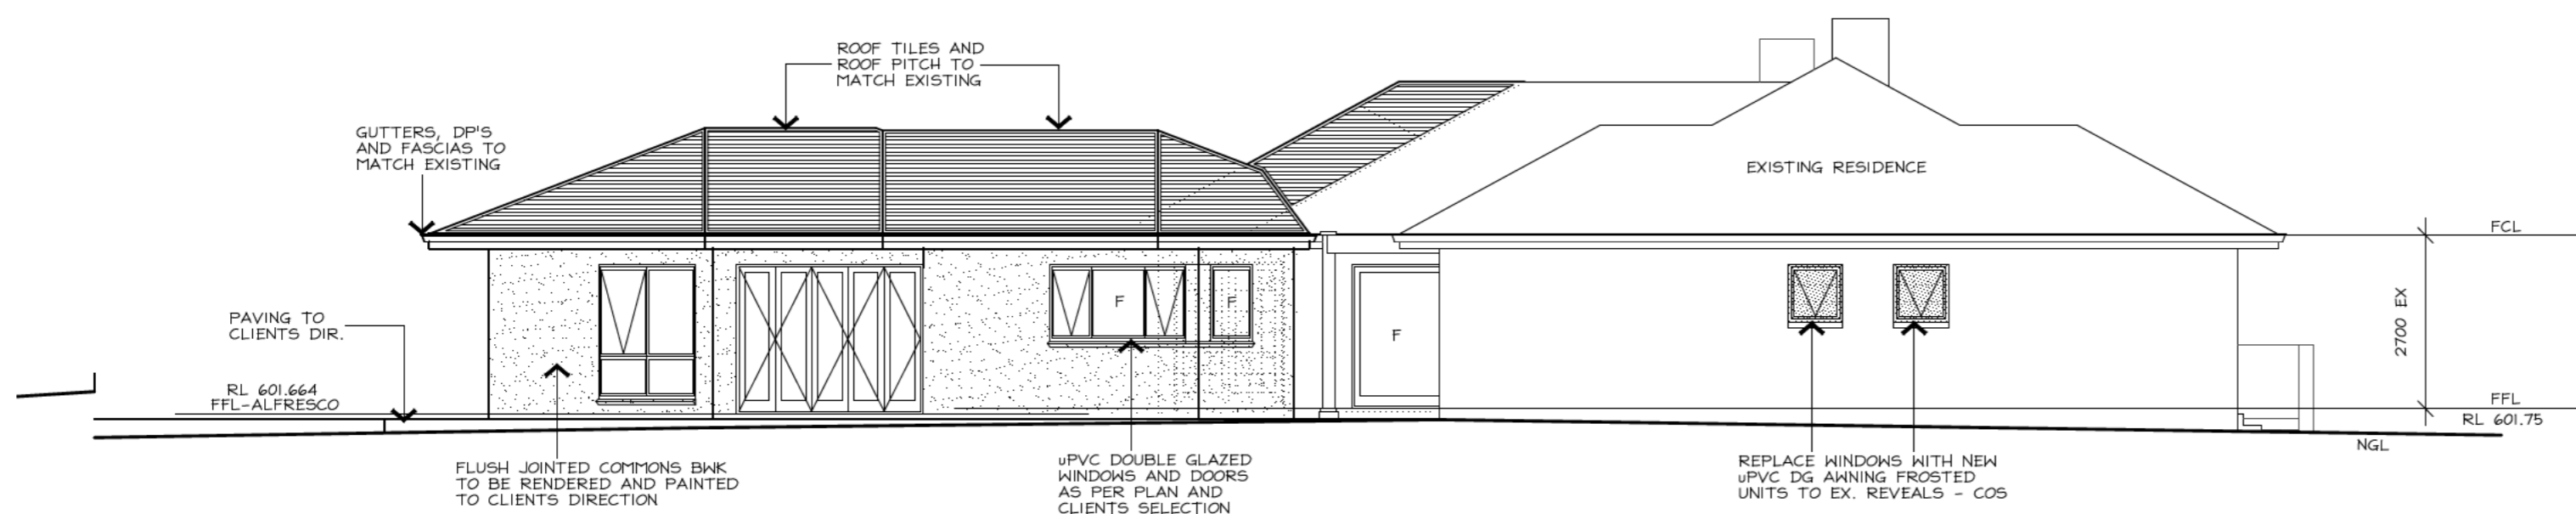 ROOF TILES AND
ROOF PITCH TO
MATCH EXISTING
GUTTERS, DP'S
AND FASCIAS TO
MATCH EXISTING
EXISTING RESIDENCE
FCL
2700 EX
PAVING TO
CLIENTS DIR.
F
F
F
RL 601.664
FFL-ALFRESCO
FFL
RL 601.75
NGL
FLUSH JOINTED COMMONS BWK
TO BE RENDERED AND PAINTED
TO CLIENTS DIRECTION
uPVC DOUBLE GLAZED
WINDOWS AND DOORS
AS PER PLAN AND
CLIENTS SELECTION
REPLACE WINDOWS WITH NEW
uPVC DG AWNING FROSTED
UNITS TO EX. REVEALS - COS